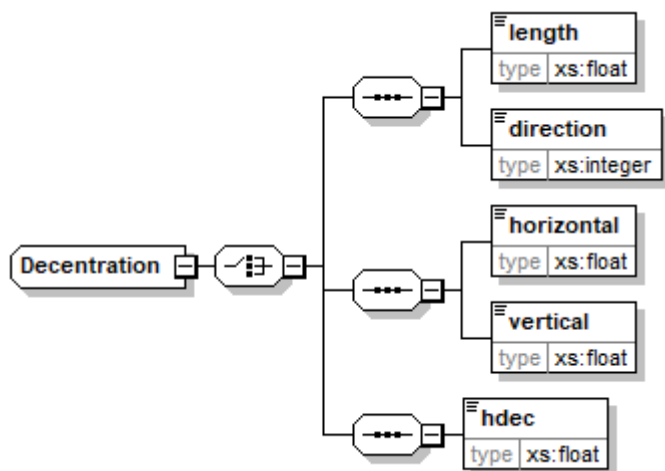 length
type xs:float
direction
type xs:integer
Decentration
horizontal
type xs:float
vertical
type xs:float
hdec
type xs:float